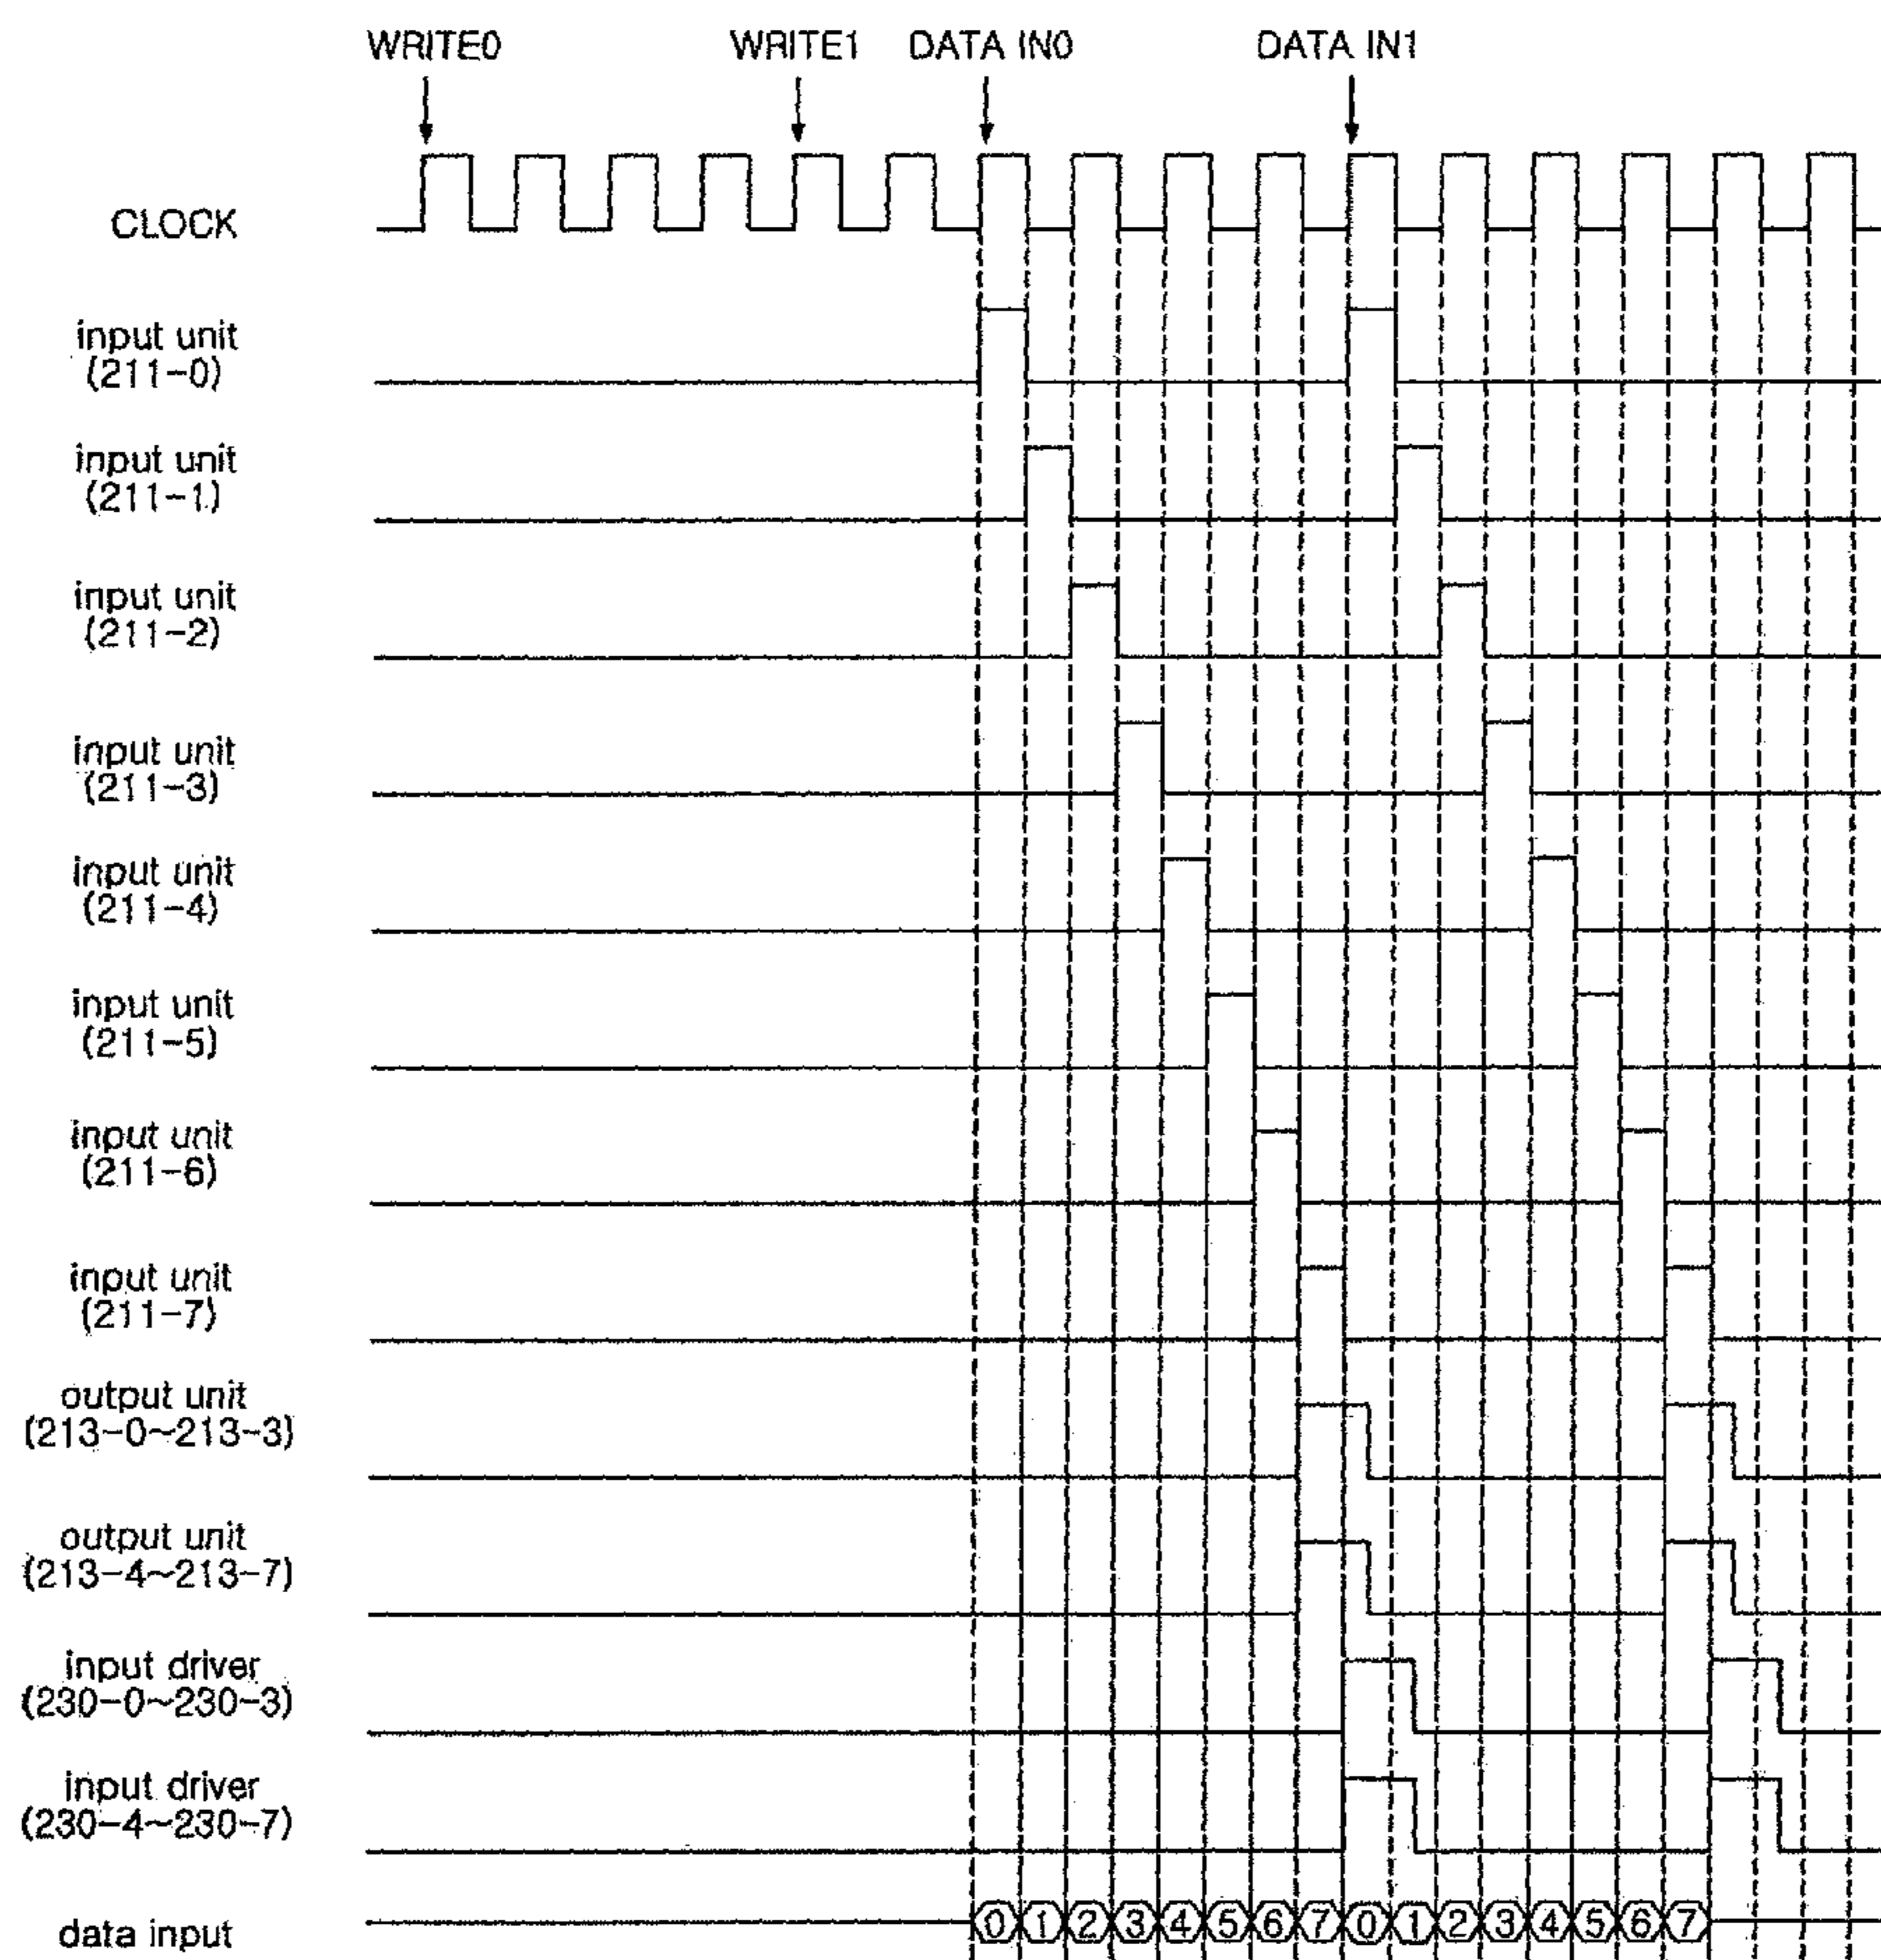 WRITE0 WRITE1 DATA IN0 DATA IN1
CLOCK
input unit
(211-0)
input unit
(211-1)
input unit
(211-2)
input unit
(211-3)
input unit
(211-4)
input unit
(211-5)
input unit
(211-6)
input unit
(211-7)
output unit
(213-0~213-3)
output unit
(213-4~213-7)
input driver
(230-0~230-3)
input driver
(230-4~230-7)
data input 0 1 2 3 4 5 6 7 0 1 2 3 4 5 6 7